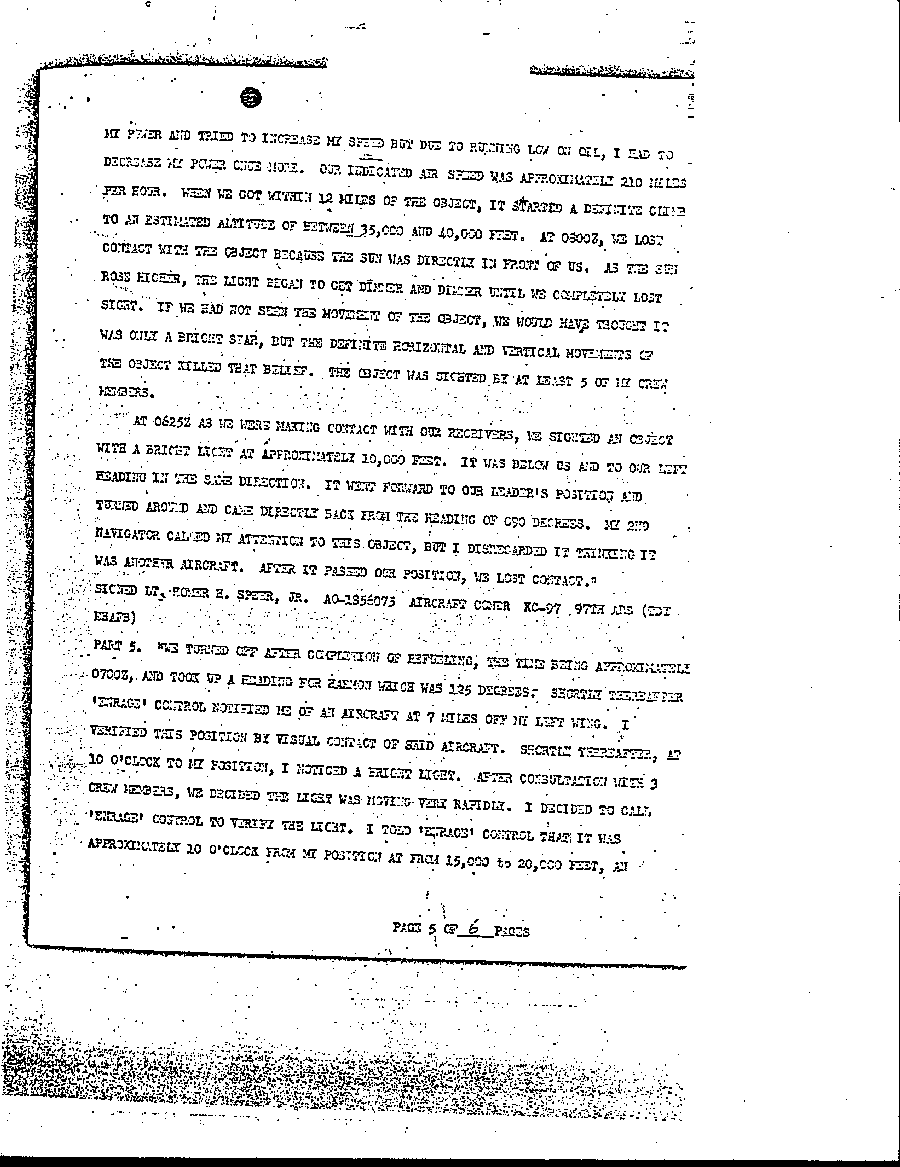 MY POWER AND TRIED TO INCREASE MY SPEED BUT DUE TO RUNNING LOW ON OIL, I HAD TO
DECREASE MY POWER ONCE MORE. OUR INDICATED AIR SPEED WAS APPROXIMATELY 210 MILES
PER HOUR. WHEN WE GOT WITHIN 12 MILES OF THE OBJECT, IT STARTED A DEFINITE CLIMB
TO AN ESTIMATED ALTITUDE OF BETWEEN 35,000 AND 40,000 FEET. AT 0800Z, WE LOST
CONTACT WITH THE OBJECT BECAUSE THE SUN WAS DIRECTLY IN FRONT OF US. AS THE SUN
ROSE HIGHER, THE LIGHT BEGAN TO GET DIMMER AND DIMMER UNTIL WE COMPLETELY LOST
SIGHT. IF WE HAD NOT SEEN THE MOVEMENT OF THE OBJECT, WE WOULD HAVE THOUGHT IT
WAS ONLY A BRIGHT STAR, BUT THE DEFINITE HORIZONTAL AND VERTICAL MOVEMENTS OF
THE OBJECT KILLED THAT BELIEF. THE OBJECT WAS SIGHTED BY AT LEAST 5 OF MY CREW
MEMBERS.
AT 0625Z AS WE WERE MAKING CONTACT WITH OUR RECEIVERS, WE SIGHTED AN OBJECT
WITH A BRIGHT LIGHT AT APPROXIMATELY 10,000 FEET. IT WAS BELOW US AND TO OUR LEFT
HEADING IN THE SAME DIRECTION. IT WENT FORWARD TO OUR LEADER'S POSITION AND
TURNED AROUND AND CAME DIRECTLY BACK FROM THE HEADING OF 090 DEGREES. MY 2ND
NAVIGATOR CALLED MY ATTENTION TO THIS OBJECT, BUT I DISREGARDED IT THINKING IT
WAS ANOTHER AIRCRAFT. AFTER IT PASSED OUR POSITION, WE LOST CONTACT."
SIGNED LT. HOMER E. SPEER, JR. AO-1856075 AIRCRAFT CMDR KC-97 97TH ARS (TDY
PART 5. "WE TURNED OFF AFTER COMPLETION OF REFUELING, THE TIME BEING APPROXIMATELY
0700Z, AND TOOK UP A HEADING FOR HARMON WHICH WAS 125 DEGREES. SHORTLY THEREAFTER
CONTROL NOTIFIED ME OF AN AIRCRAFT AT 7 MILES OFF MY LEFT WING. I
VERIFIED THIS POSITION BY VISUAL CONTACT OF SAID AIRCRAFT. SHORTLY THEREAFTER, AT
10 O'CLOCK TO MY POSITION, I NOTICED A BRIGHT LIGHT. AFTER CONSULTATION WITH 3
CREW MEMBERS, WE DECIDED THE LIGHT WAS MOVING VERY RAPIDLY. I DECIDED TO CALL
CONTROL TO VERIFY THE LIGHT. I TOLD CONTROL THAT IT WAS
APPROXIMATELY 10 O'CLOCK FROM MY POSITION AT FROM 15,000 to 20,000 FEET, AN
PAGE 5 OF 6 PAGES